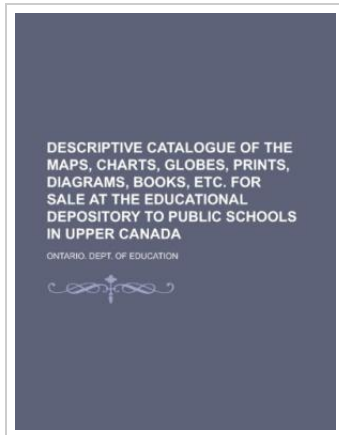 DESCRIPTIVE CATALOGUE OF THE
MAPS, CHARTS, GLOBES, PRINTS,
DIAGRAMS, BOOKS, ETC. FOR
SALE AT THE EDUCATIONAL
DEPOSITORY TO PUBLIC SCHOOLS
IN UPPER CANADA
ONTARIO. DEPT. OF EDUCATION